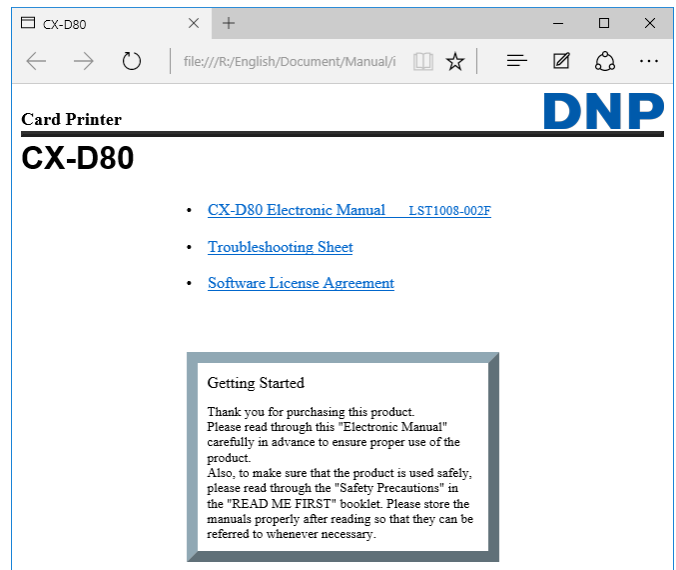 CX-D80
file:///R:/English/Document/Manual/i
Card Printer
DNP
CX-D80
• CX-D80 Electronic Manual LST1008-002F
• Troubleshooting Sheet
• Software License Agreement
Getting Started
Thank you for purchasing this product.
Please read through this "Electronic Manual"
carefully in advance to ensure proper use of the
product.
Also, to make sure that the product is used safely,
please read through the "Safety Precautions" in
the "READ ME FIRST" booklet. Please store the
manuals properly after reading so that they can be
referred to whenever necessary.